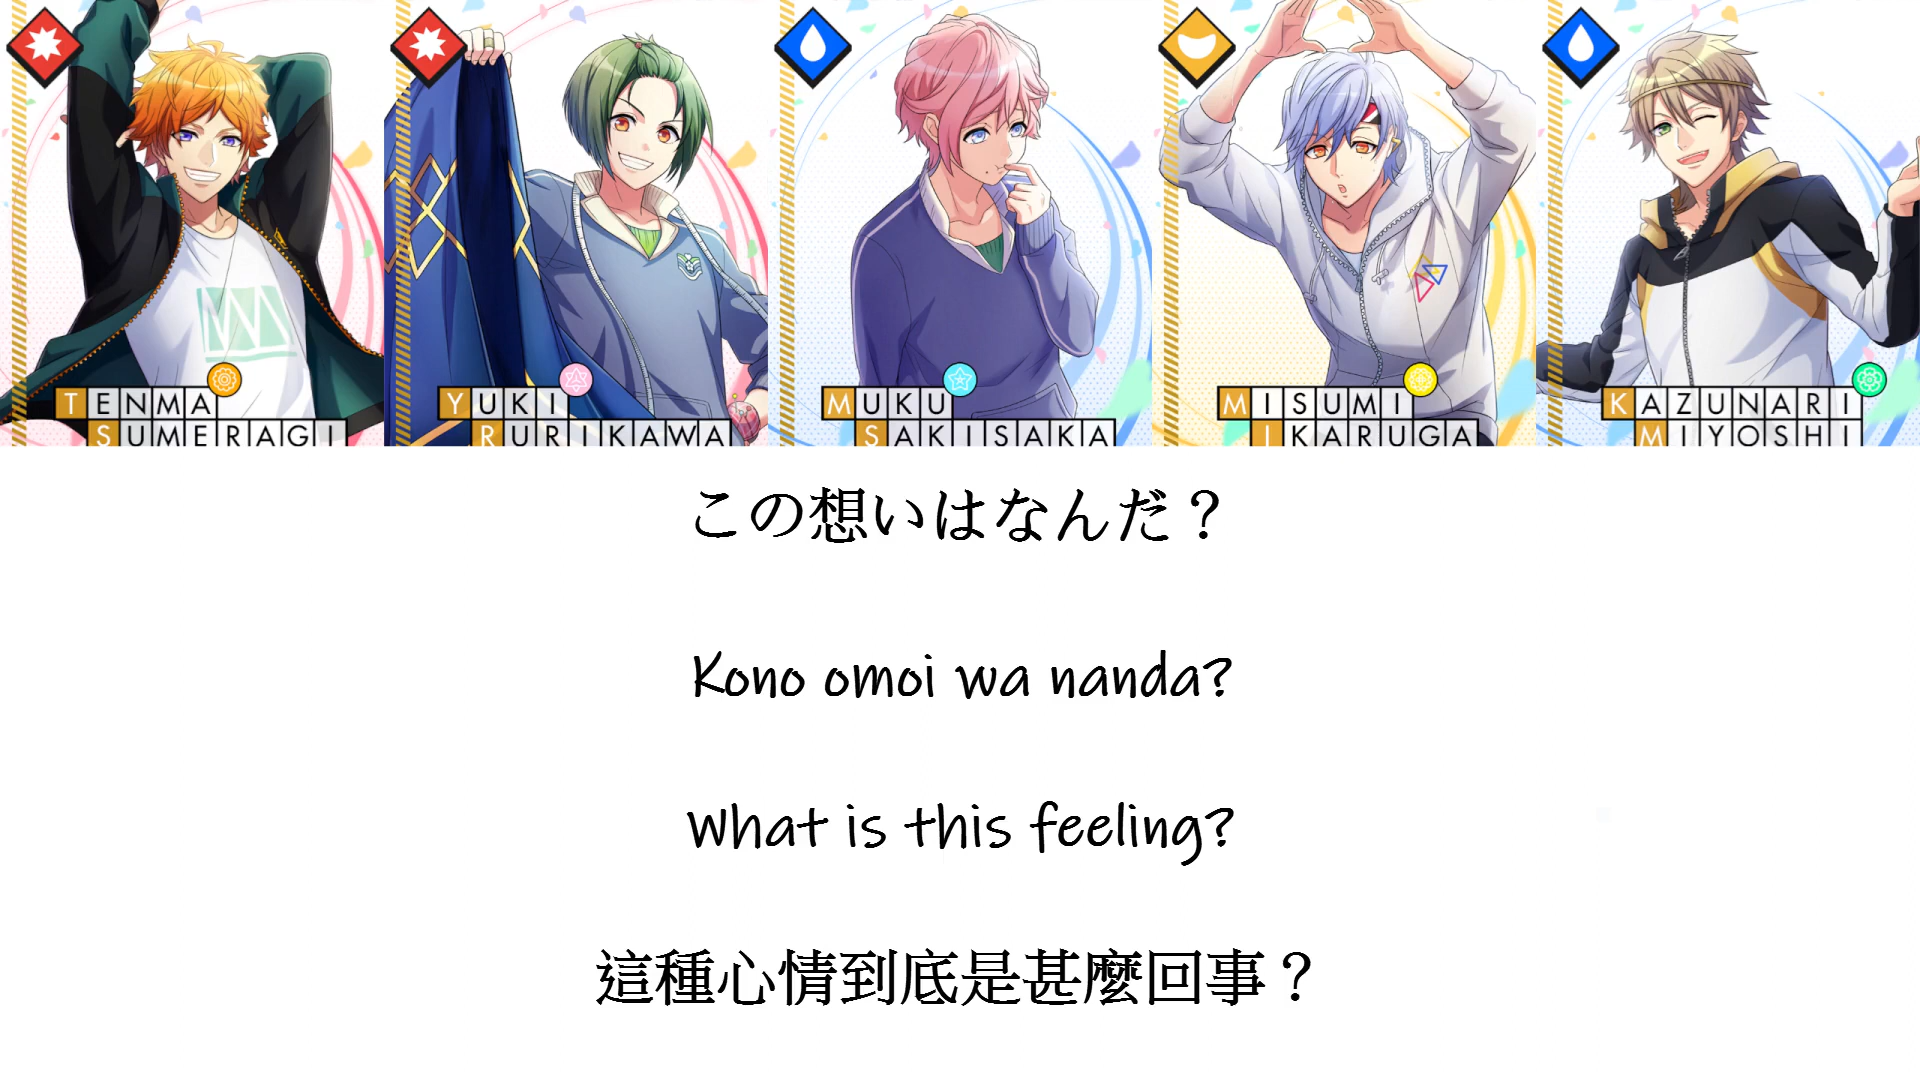 TENMA
SUMERAGI
YUKI
RURIKAWA
MUKU
SAKISAKA
MISUMI
IKARUGA
KAZUNARI
MIYOSHI
この想いはなんだ？
Kono omoi wa nanda?
What is this feeling?
這種心情到底是甚麼回事？